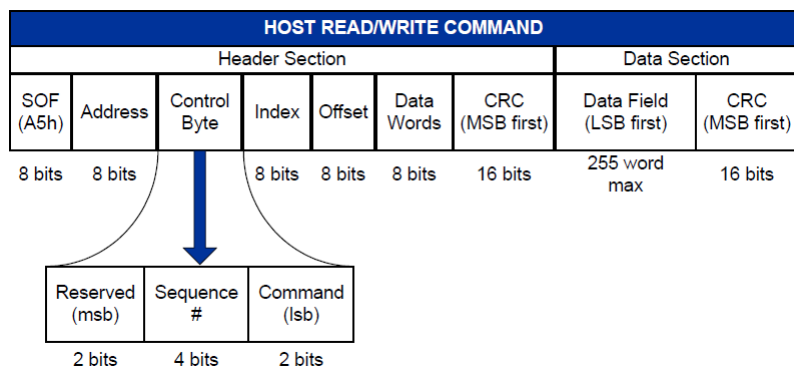 HOST READ/WRITE COMMAND
Header Section
Data Section
SOF
(A5h)
Address
Control
Byte
Index
Offset
Data
Words
CRC
(MSB first)
Data Field
(LSB first)
CRC
(MSB first)
8 bits
8 bits
8 bits
8 bits
8 bits
16 bits
255 word
max
16 bits
Reserved
(msb)
Sequence
#
Command
(lsb)
2 bits
4 bits
2 bits